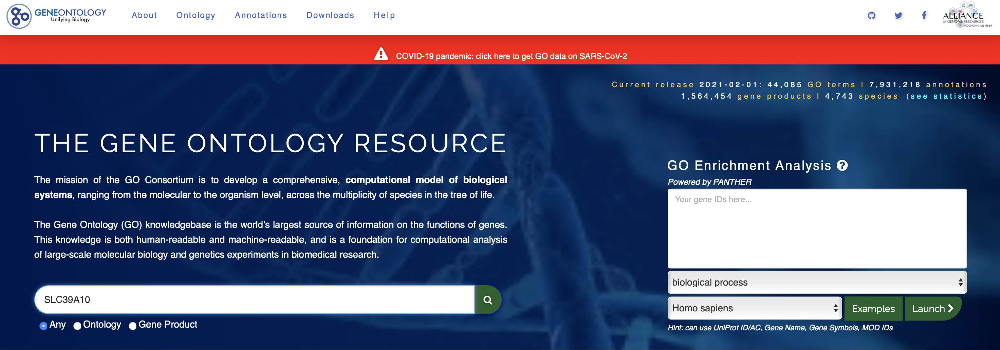 GENEONTOLOGY
Unifying Biology
About
Ontology
Annotations
Downloads
Help
ALLIANCE
of GENOME RESOURCES
FOUNDING MEMBER
COVID-19 pandemic: click here to get GO data on SARS-CoV-2
Current release 2021-02-01: 44,085 GO terms | 7,931,218 annotations
1,564,454 gene products | 4,743 species (see statistics)
THE GENE ONTOLOGY RESOURCE
The mission of the GO Consortium is to develop a comprehensive, computational model of biological
systems, ranging from the molecular to the organism level, across the multiplicity of species in the tree of life.
The Gene Ontology (GO) knowledgebase is the world’s largest source of information on the functions of genes.
This knowledge is both human-readable and machine-readable, and is a foundation for computational analysis
of large-scale molecular biology and genetics experiments in biomedical research.
SLC39A10
Any
Ontology
Gene Product
GO Enrichment Analysis ?
Powered by PANTHER
Your gene IDs here...
biological process
Homo sapiens
Examples
Launch
Hint: can use UniProt ID/AC, Gene Name, Gene Symbols, MOD IDs